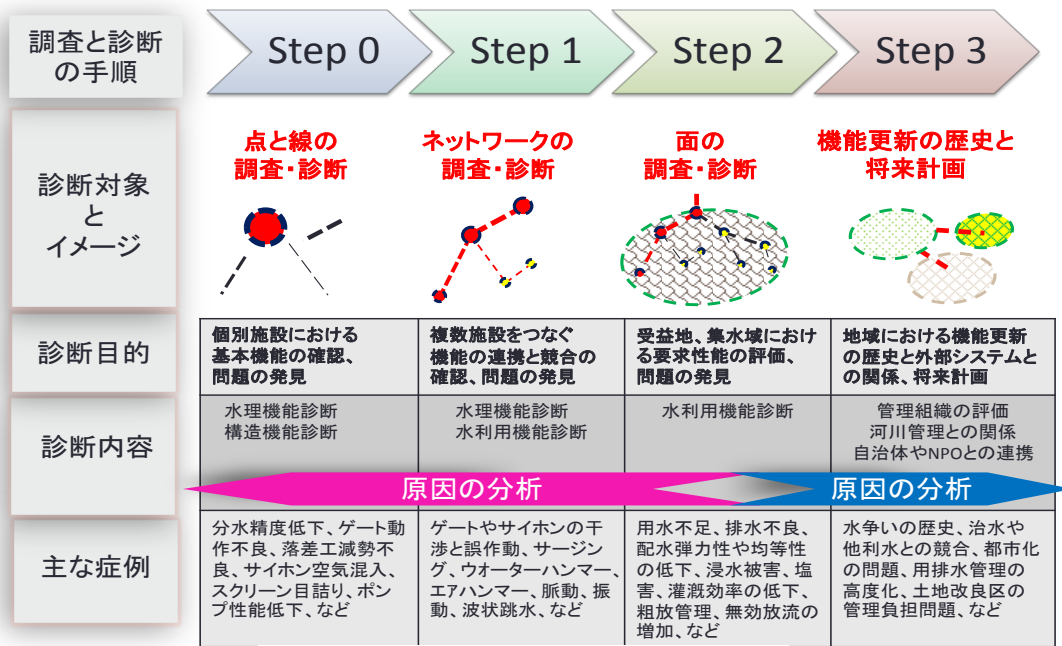 調査と診断
の手順
Step 0
Step 1
Step 2
Step 3
診断対象
と
イメージ
点と線の
調査・診断
ネットワークの
調査・診断
面の
調査・診断
機能更新の歴史と
将来計画
診断目的
個別施設における
基本機能の確認、
問題の発見
複数施設をつなぐ
機能の連携と競合の
確認、問題の発見
受益地、集水域におけ
る要求性能の評価、
問題の発見
地域における機能更新
の歴史と外部システムと
の関係、将来計画
診断内容
水理機能診断
構造機能診断
水理機能診断
水利用機能診断
水利用機能診断
管理組織の評価
河川管理との関係
自治体やNPOとの連携
原因の分析
原因の分析
主な症例
分水精度低下、ゲート動
作不良、落差工減勢不
良、サイホン空気混入、
スクリーン目詰り、ポン
プ性能低下、など
ゲートやサイホンの干
渉と誤作動、サージン
グ、ウオーターハンマー、
エアハンマー、脈動、振
動、波状跳水、など
用水不足、排水不良、
配水弾力性や均等性
の低下、浸水被害、塩
害、灌漑効率の低下、
粗放管理、無効放流の
増加、など
水争いの歴史、治水や
他利水との競合、都市化
の問題、用排水管理の
高度化、土地改良区の
管理負担問題、など